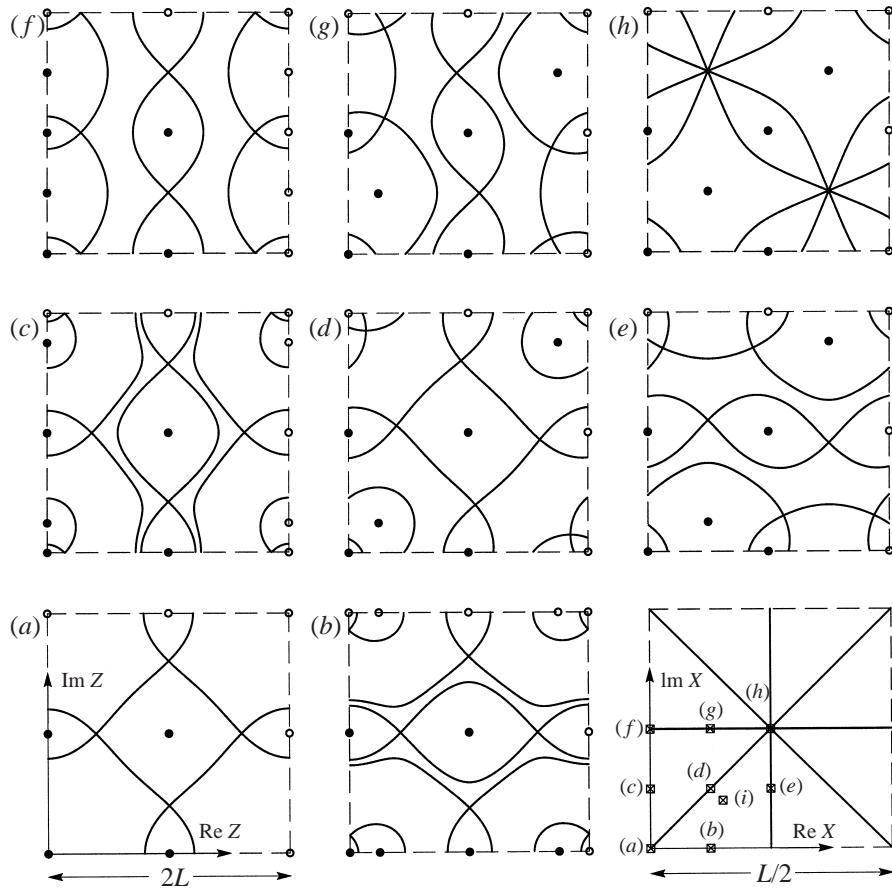 (f)
(g)
(h)
(c)
(d)
(e)
(a)
Im Z
Re Z
2L
(b)
Im X
(h)
(f)
(g)
(c)
(d)
(e)
(i)
(a)
(b)
Re X
L/2